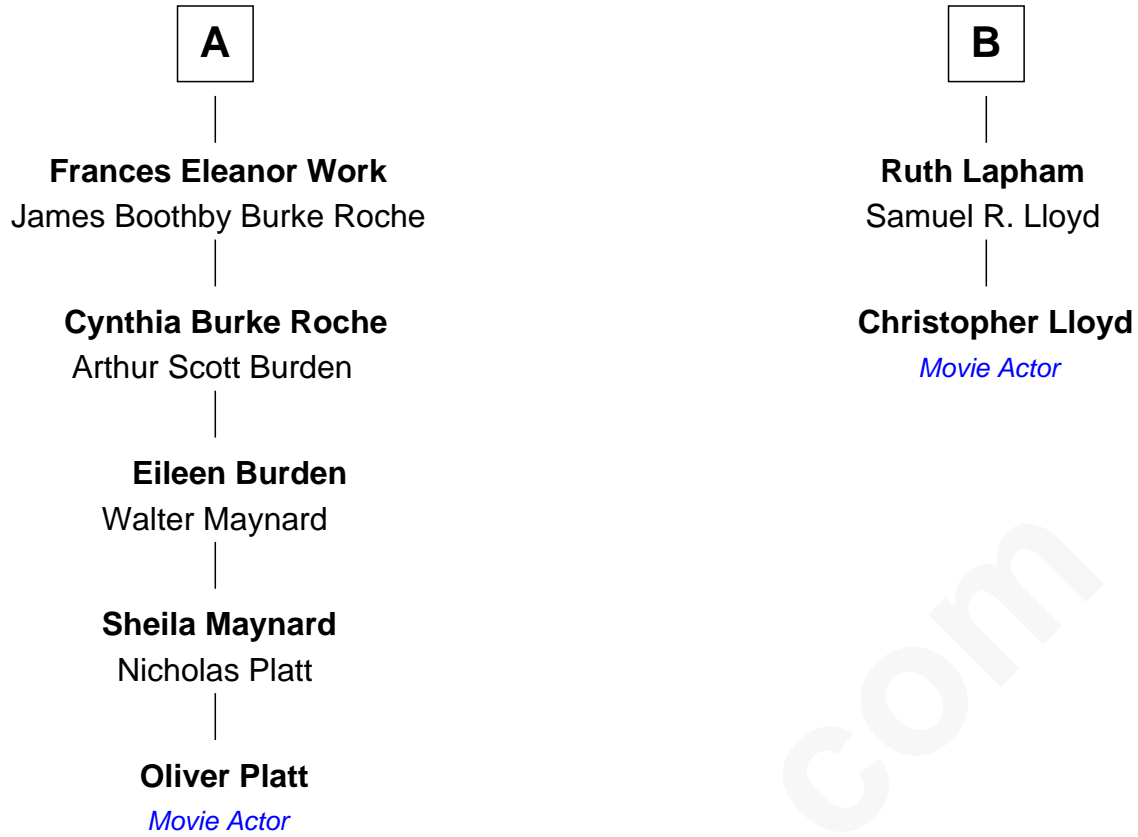 A
Frances Eleanor Work
James Boothby Burke Roche
Cynthia Burke Roche
Arthur Scott Burden
Eileen Burden
Walter Maynard
Sheila Maynard
Nicholas Platt
Oliver Platt
Movie Actor
B
Ruth Lapham
Samuel R. Lloyd
Christopher Lloyd
Movie Actor
com